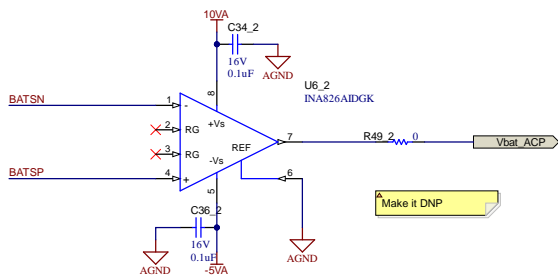 10VA
C34_2
16V
0.1uF
AGND
U6_2
INA826AIDGK
BATSN
1
-
8
+Vs
2
RG
7
R49_2
0
Vbat_ACP
REF
3
RG
-Vs
BATSP
4
+
5
6
Make it DNP
C36_2
16V
0.1uF
AGND
-5VA
AGND